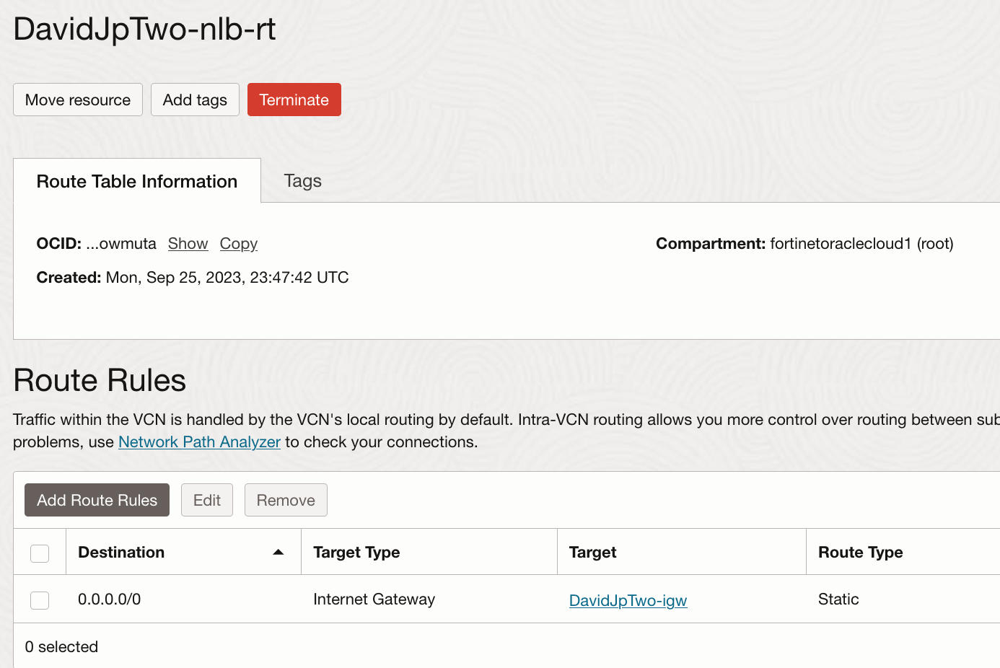 DavidJpTwo-nlb-rt
Move resource Add tags Terminate
Route Table Information Tags
OCID: ...owmuta Show Copy Compartment: fortinetoraclecloud1 (root)
Created: Mon, Sep 25, 2023, 23:47:42 UTC
Route Rules
Traffic within the VCN is handled by the VCN's local routing by default. Intra-VCN routing allows you more control over routing between sub
problems, use Network Path Analyzer to check your connections.
Add Route Rules Edit Remove
Destination Target Type Target Route Type
0.0.0.0/0 Internet Gateway DavidJpTwo-igw Static
0 selected